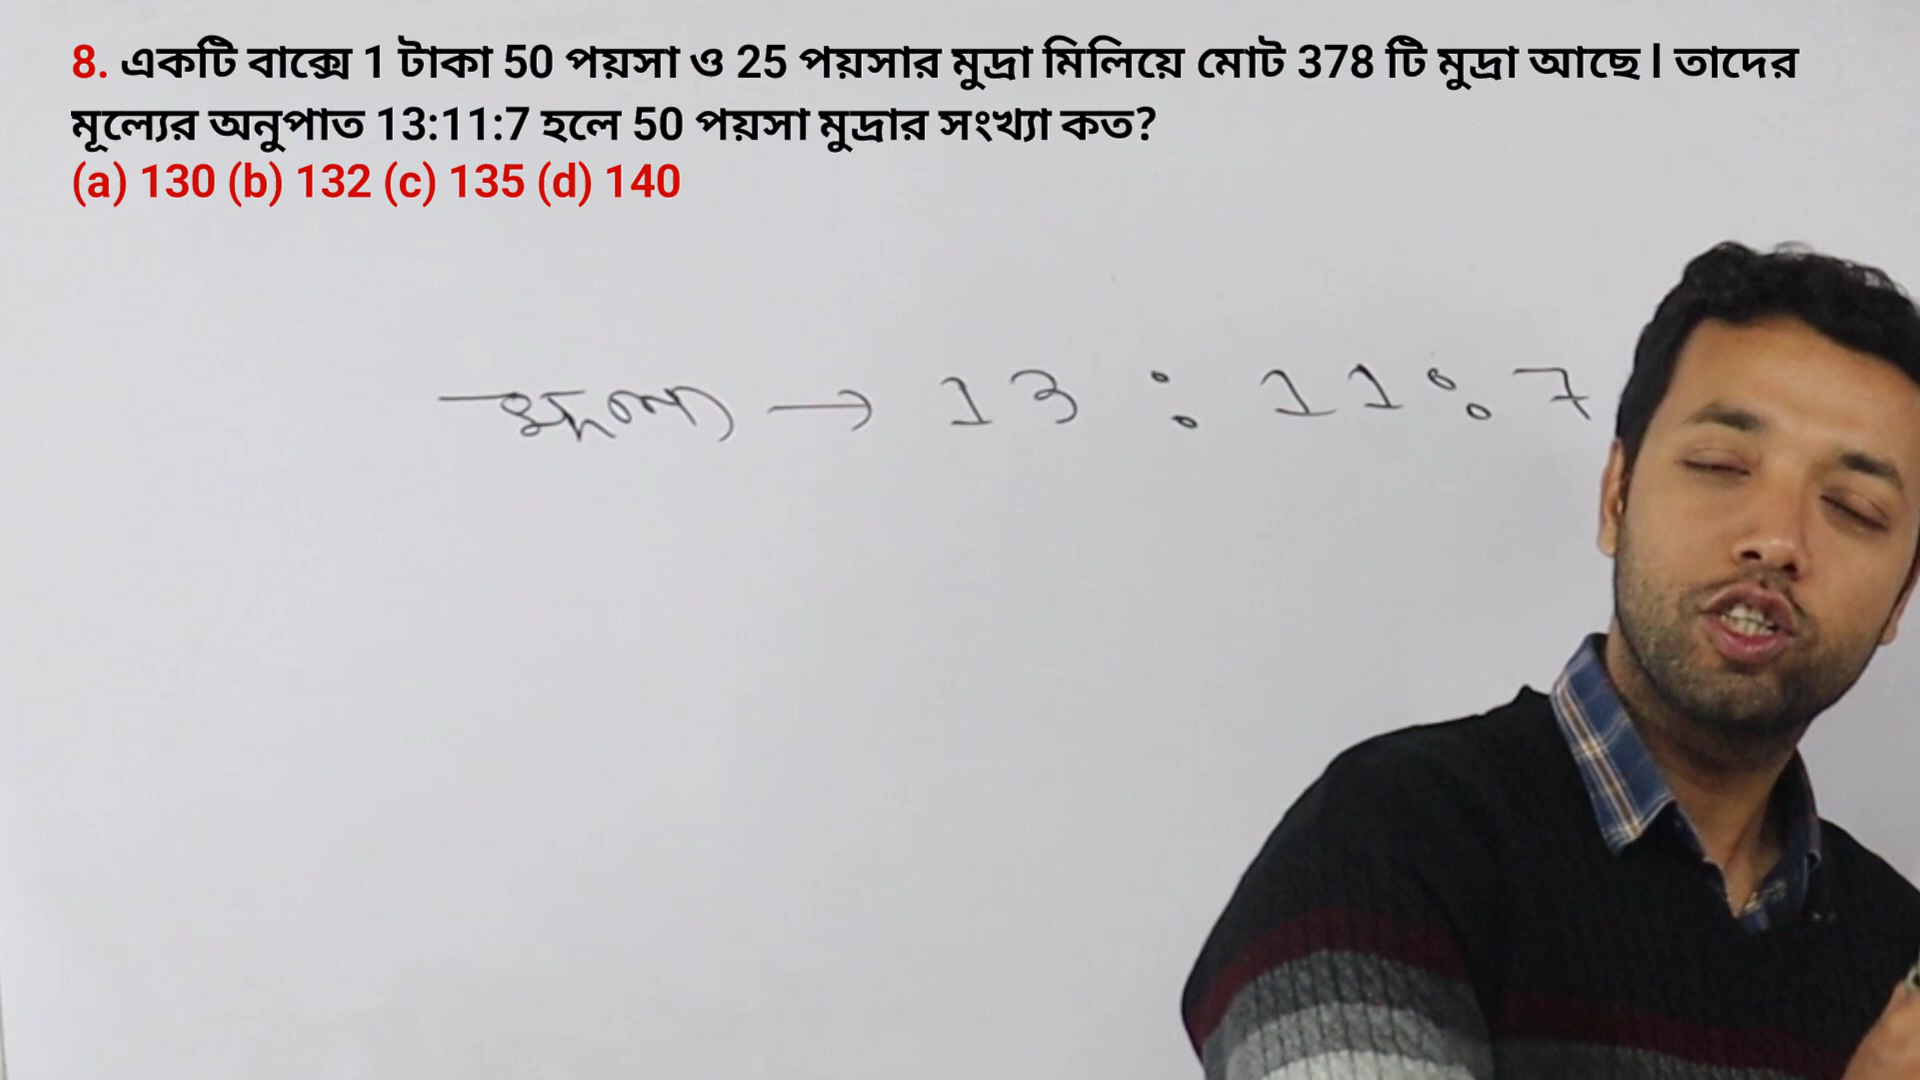 8. একটি বাক্সে 1 টাকা 50 পয়সা ও 25 পয়সার মুদ্রা মিলিয়ে মোট 378 টি মুদ্রা আছে l তাদের
মূল্যের অনুপাত 13:11:7 হলে 50 পয়সা মুদ্রার সংখ্যা কত?
(a) 130 (b) 132 (c) 135 (d) 140
মূল্য → 13 : 11 : 7